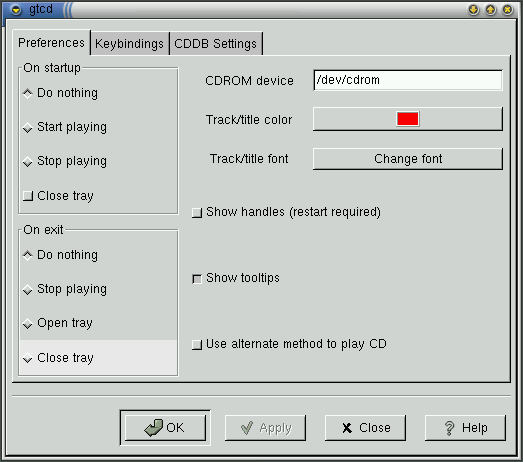 gtcd
Preferences
Keybindings
CDDB Settings
On startup
Do nothing
Start playing
Stop playing
Close tray
On exit
Do nothing
Stop playing
Open tray
Close tray
CDROM device
/dev/cdrom
Track/title color
Track/title font
Change font
Show handles (restart required)
Show tooltips
Use alternate method to play CD
OK
Apply
Close
Help